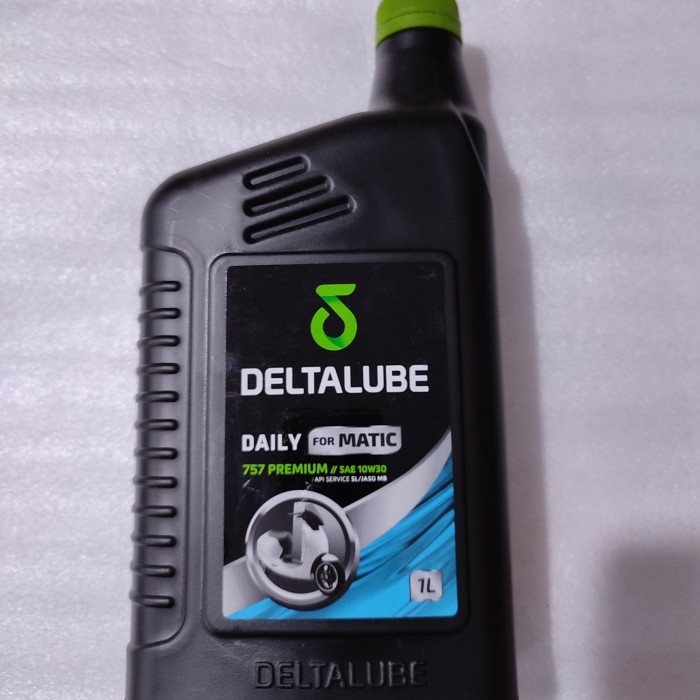 DELTALUBE
DAILY FOR MATIC
757 PREMIUM // SAE 10W30
API SERVICE SL/JASO MB
1L
DELTALUBE